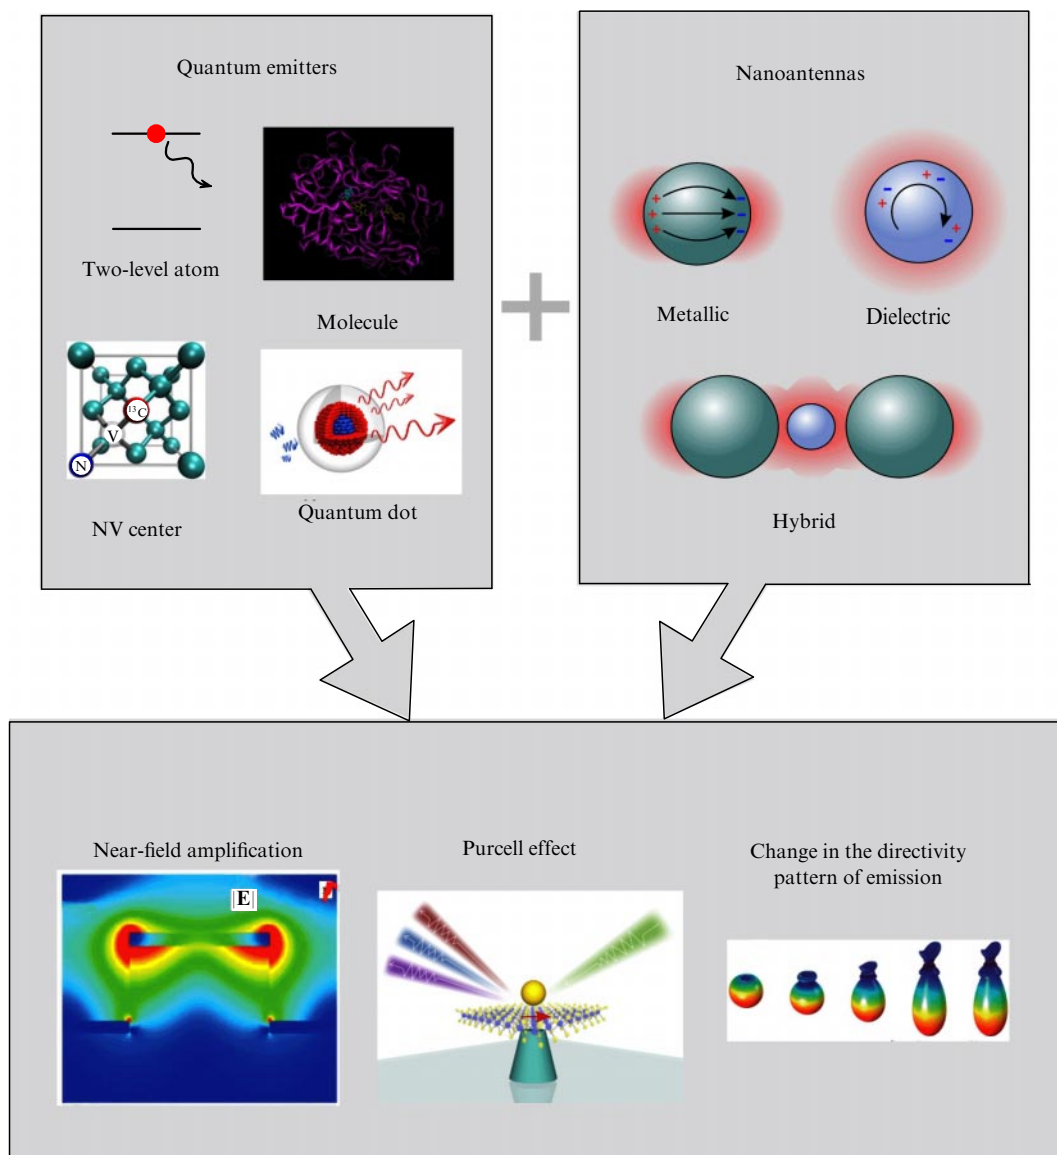 Quantum emitters
Two-level atom
Molecule
13C
V
N
NV center
Quantum dot
Nanoantennas
+ − + − + −
+ − + − + −
Metallic
Dielectric
Hybrid
+
Near-field amplification
|E|
Purcell effect
Change in the directivity
pattern of emission